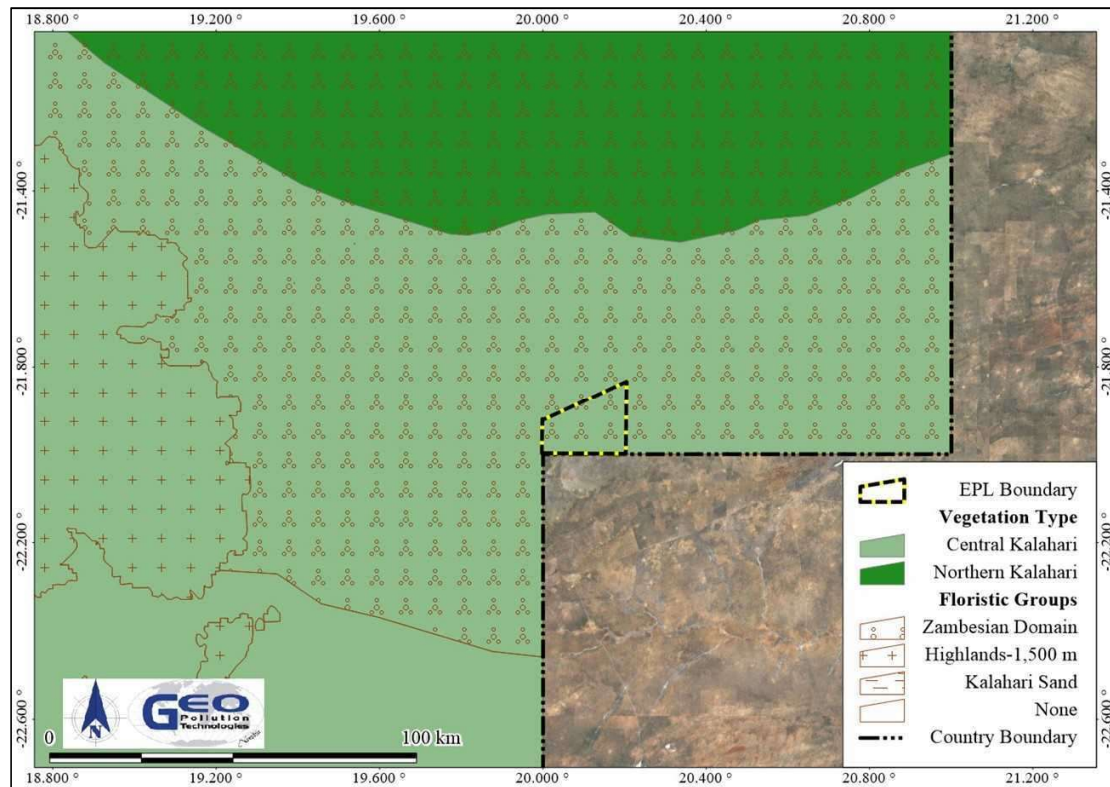 18.800 ° 19.200 ° 19.600 ° 20.000 ° 20.400 ° 20.800 ° 21.200 °
-21.400 ° -21.400 °
-21.800 ° -21.800 °
-22.200 ° -22.200 °
-22.600 ° -22.600 °
EPL Boundary
Vegetation Type
Central Kalahari
Northern Kalahari
Floristic Groups
Zambesian Domain
Highlands-1,500 m
Kalahari Sand
None
Country Boundary
N
GEO
Pollution
Technologies
0 100 km
18.800 ° 19.200 ° 19.600 ° 20.000 ° 20.400 ° 20.800 ° 21.200 °